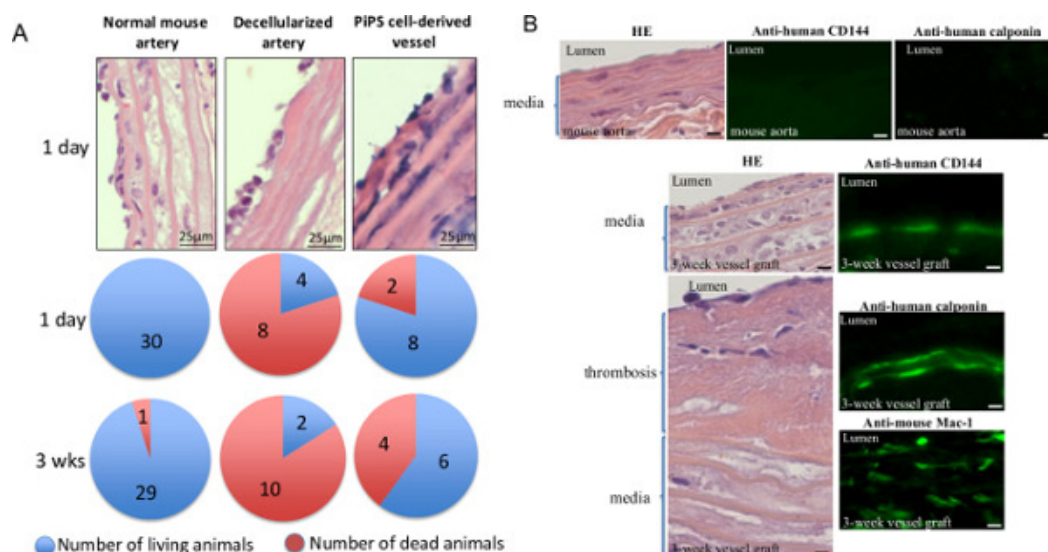 A
Normal mouse artery
Decellularized artery
PiPS cell-derived vessel
1 day
25µm
25µm
25µm
1 day
30
4
8
2
8
3 wks
1
29
2
10
4
6
Number of living animals
Number of dead animals
B
HE
Anti-human CD144
Anti-human calponin
Lumen
Lumen
Lumen
media
mouse aorta
mouse aorta
mouse aorta
HE
Anti-human CD144
Lumen
Lumen
media
3-week vessel graft
3-week vessel graft
Lumen
Anti-human calponin
Lumen
thrombosis
3-week vessel graft
Anti-mouse Mac-1
Lumen
media
3-week vessel graft
3-week vessel graft